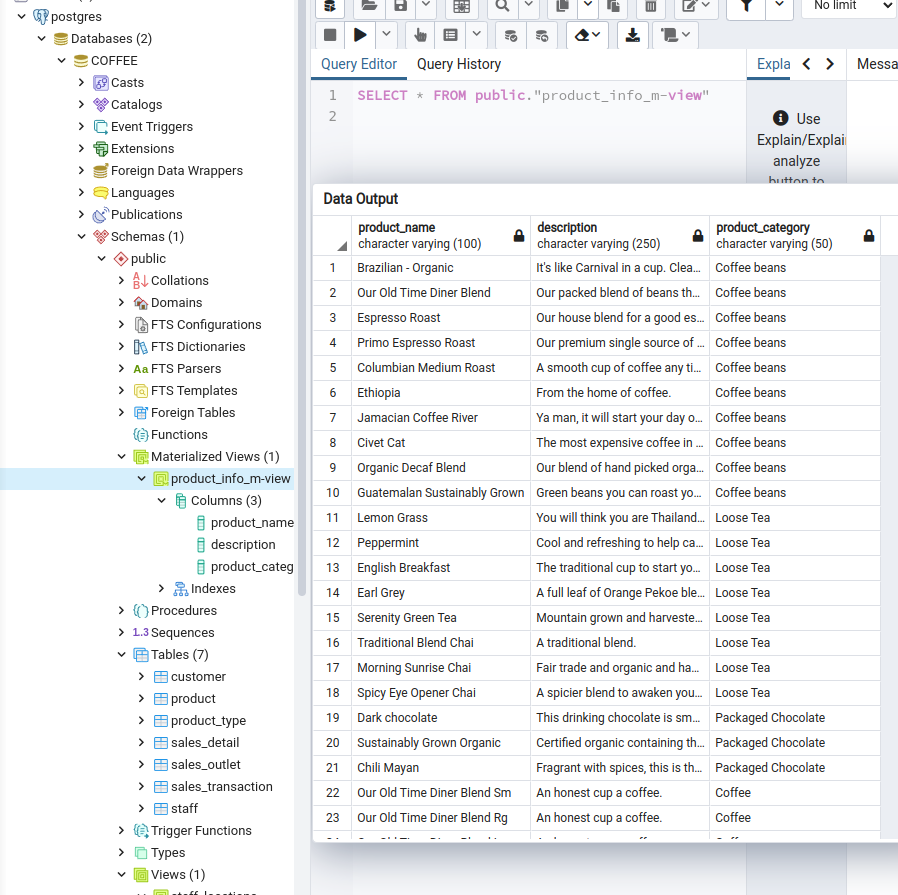 postgres
Databases (2)
COFFEE
Casts
Catalogs
Event Triggers
Extensions
Foreign Data Wrappers
Languages
Publications
Schemas (1)
public
Collations
Domains
FTS Configurations
FTS Dictionaries
Aa FTS Parsers
FTS Templates
Foreign Tables
Functions
Materialized Views (1)
product_info_m-view
Columns (3)
product_name
description
product_categ
Indexes
Procedures
1..3 Sequences
Tables (7)
customer
product
product_type
sales_detail
sales_outlet
sales_transaction
staff
Trigger Functions
Types
Views (1)
staff_locations
No limit
Query Editor Query History
Expla
Messa
1 SELECT * FROM public."product_info_m-view"
2
Use
Explain/Explai
analyze
button to
Data Output
product_name description product_category
character varying (100) character varying (250) character varying (50)
1 Brazilian - Organic It's like Carnival in a cup. Clea... Coffee beans
2 Our Old Time Diner Blend Our packed blend of beans th... Coffee beans
3 Espresso Roast Our house blend for a good es... Coffee beans
4 Primo Espresso Roast Our premium single source of ... Coffee beans
5 Columbian Medium Roast A smooth cup of coffee any ti... Coffee beans
6 Ethiopia From the home of coffee. Coffee beans
7 Jamacian Coffee River Ya man, it will start your day o... Coffee beans
8 Civet Cat The most expensive coffee in ... Coffee beans
9 Organic Decaf Blend Our blend of hand picked orga... Coffee beans
10 Guatemalan Sustainably Grown Green beans you can roast yo... Coffee beans
11 Lemon Grass You will think you are Thailand... Loose Tea
12 Peppermint Cool and refreshing to help ca... Loose Tea
13 English Breakfast The traditional cup to start yo... Loose Tea
14 Earl Grey A full leaf of Orange Pekoe ble... Loose Tea
15 Serenity Green Tea Mountain grown and harveste... Loose Tea
16 Traditional Blend Chai A traditional blend. Loose Tea
17 Morning Sunrise Chai Fair trade and organic and ha... Loose Tea
18 Spicy Eye Opener Chai A spicier blend to awaken you... Loose Tea
19 Dark chocolate This drinking chocolate is sm... Packaged Chocolate
20 Sustainably Grown Organic Certified organic containing th... Packaged Chocolate
21 Chili Mayan Fragrant with spices, this is th... Packaged Chocolate
22 Our Old Time Diner Blend Sm An honest cup a coffee. Coffee
23 Our Old Time Diner Blend Rg An honest cup a coffee. Coffee